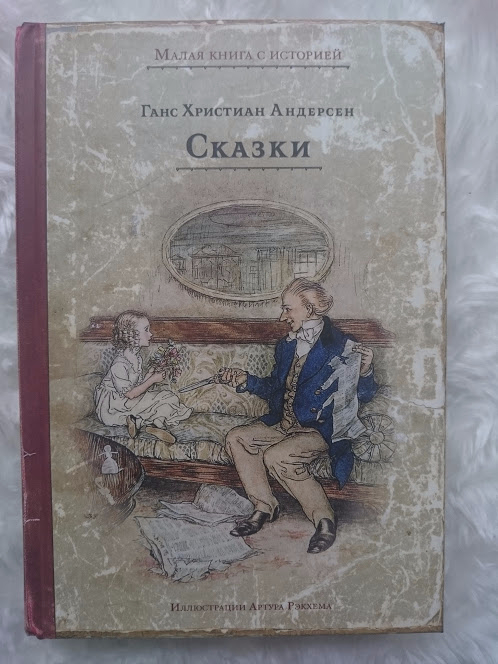 Малая книга с историей
Ганс Христиан Андерсен
Сказки
Иллюстрации Артура Рэкхема